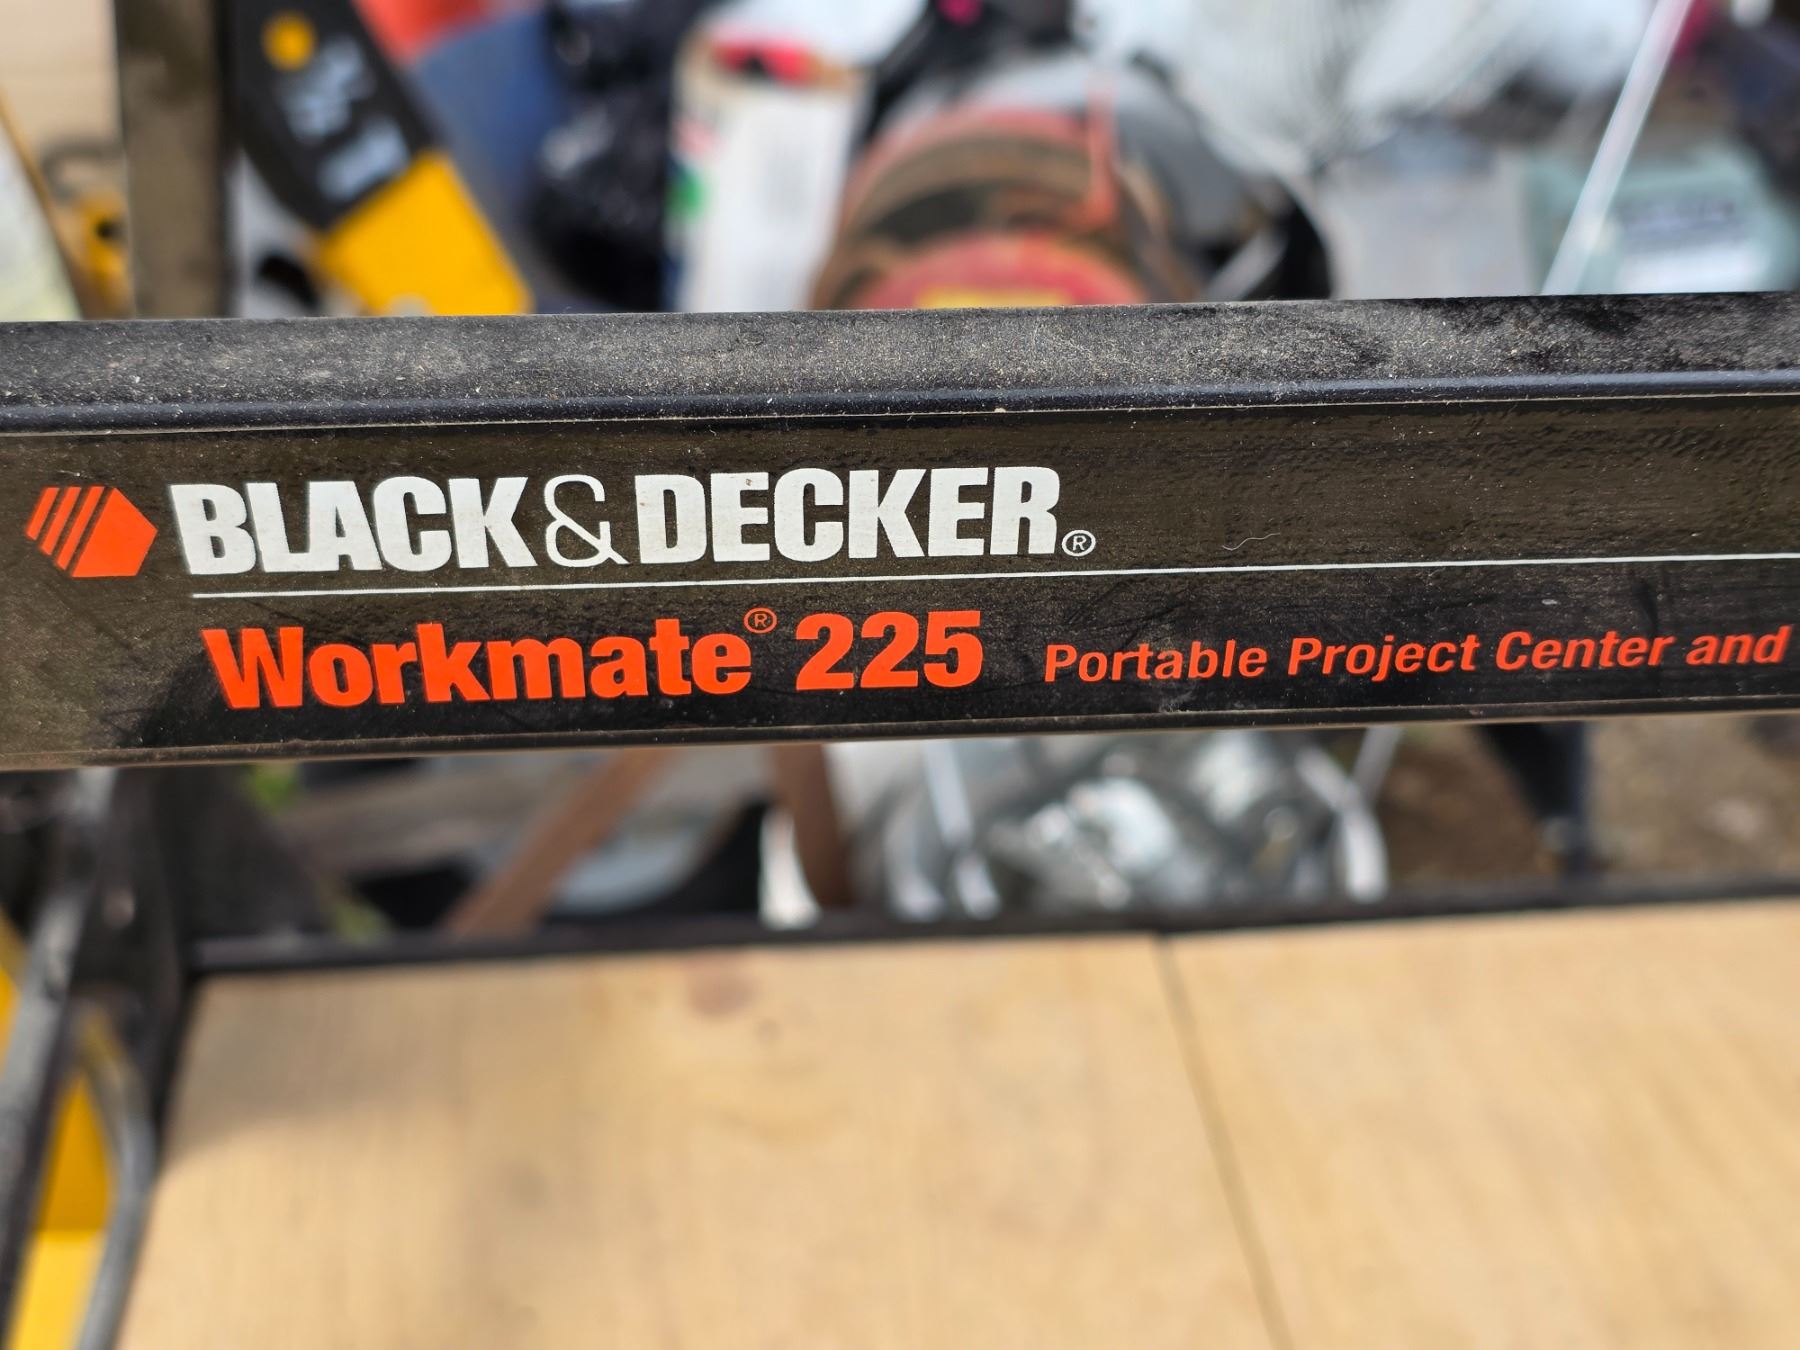 BLACK&DECKER®
Workmate® 225 Portable Project Center and